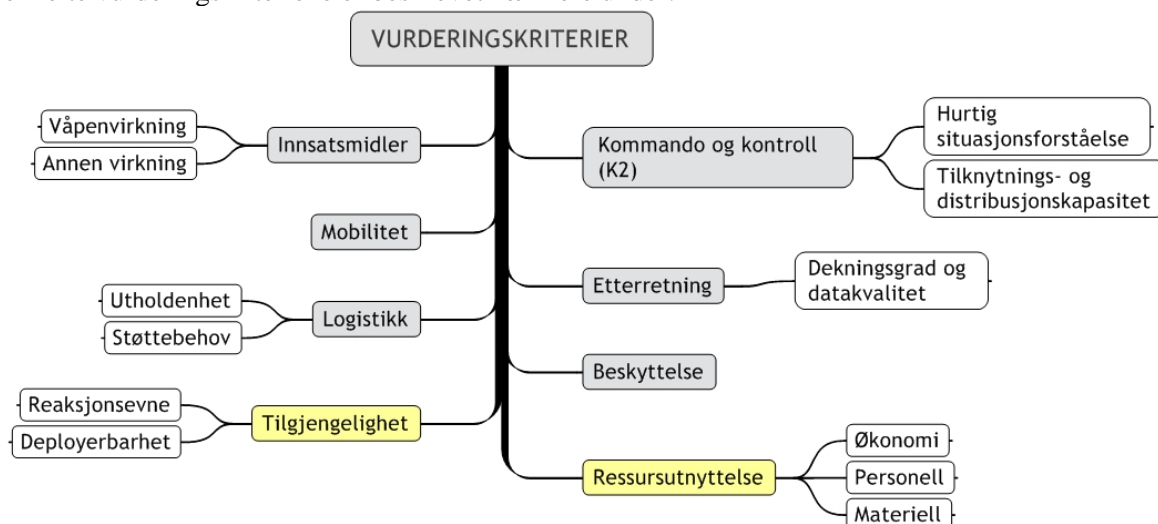 VURDERINGSKRITERIER
Våpenvirkning
Annen virkning
Innsatsmidler
Mobilitet
Utholdenhet
Støttebehov
Logistikk
Reaksjonsevne
Deployerbarhet
Tilgjengelighet
Kommando og kontroll
(K2)
Hurtig
situasjonsforståelse
Tilknytnings- og
distribusjonskapasitet
Etterretning
Dekningsgrad og
datakvalitet
Beskyttelse
Ressursutnyttelse
Økonomi
Personell
Materiell